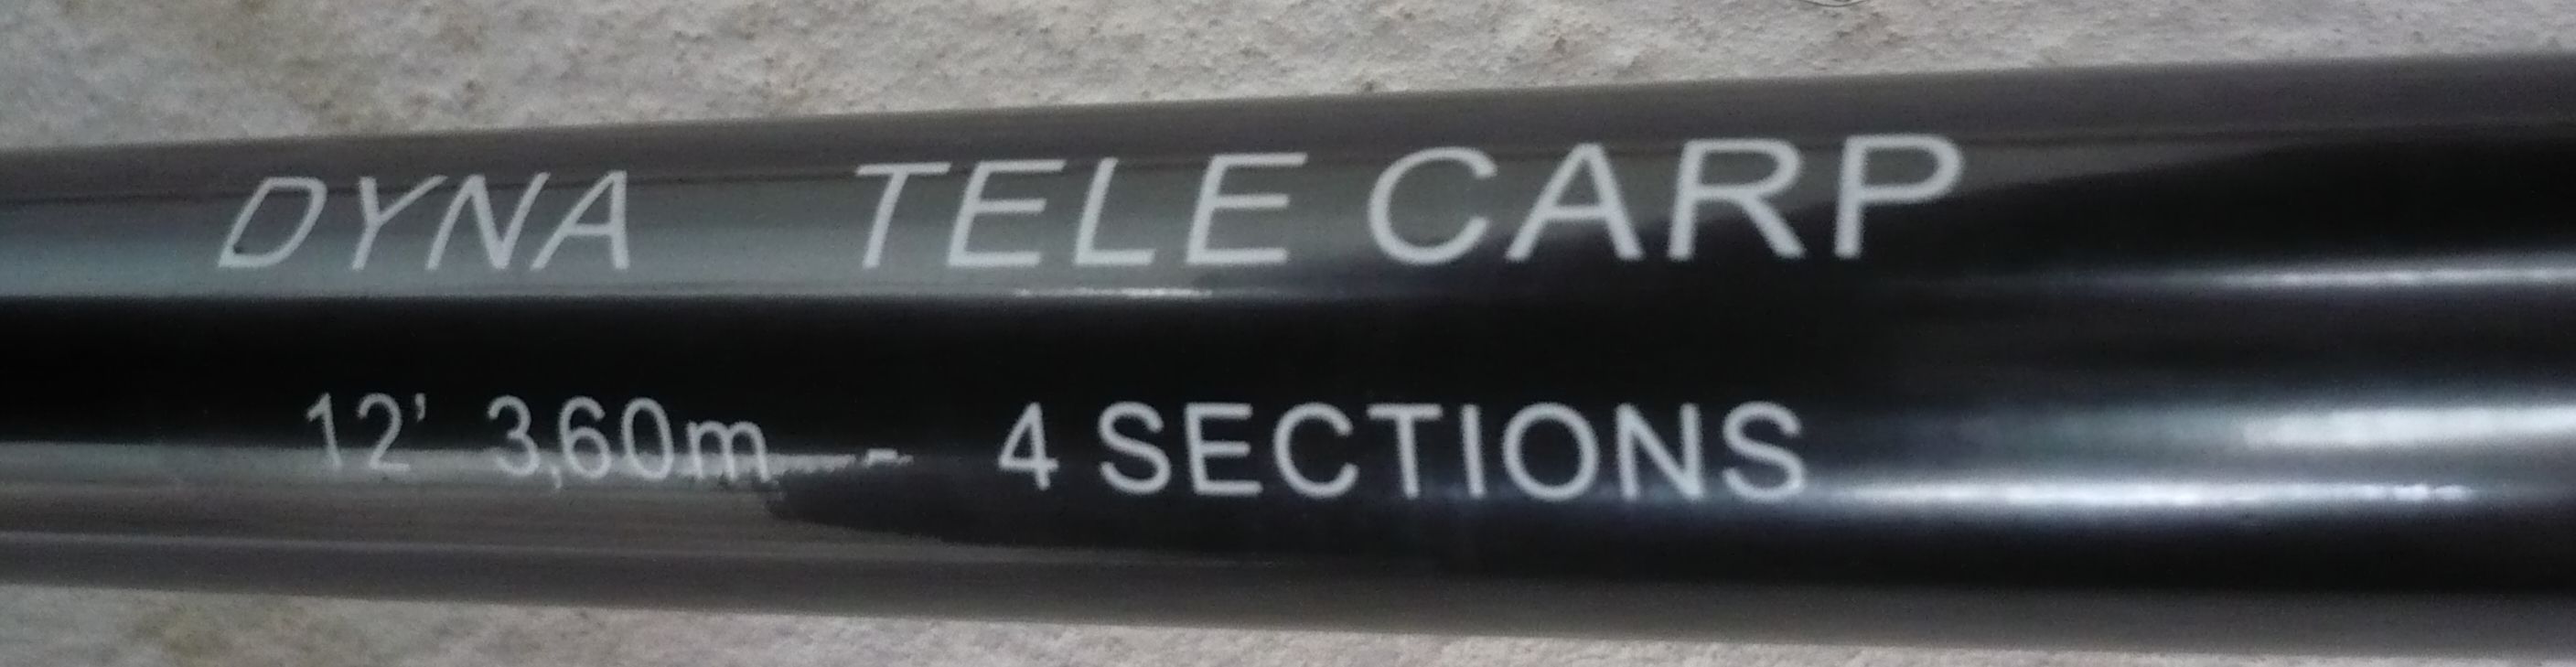 DYNA TELE CARP
12' 3,60m - 4 SECTIONS